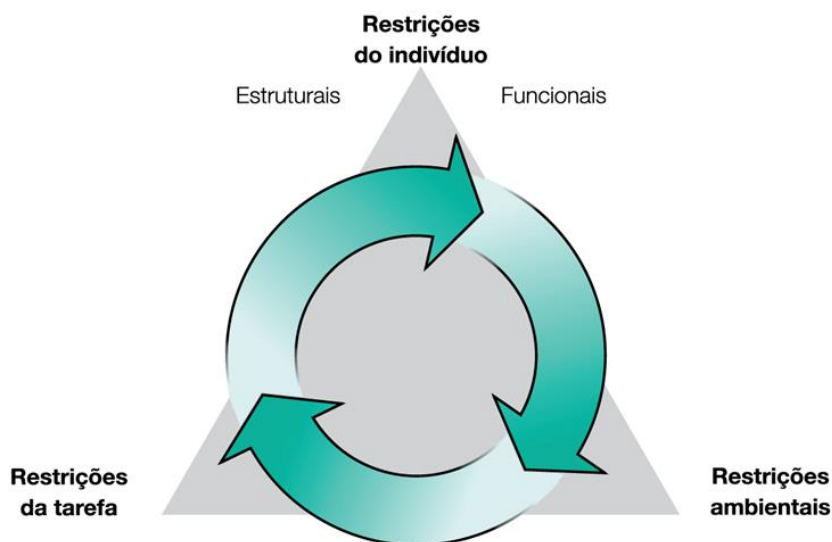 Restrições
do indivíduo
Estruturais
Funcionais
Restrições
da tarefa
Restrições
ambientais